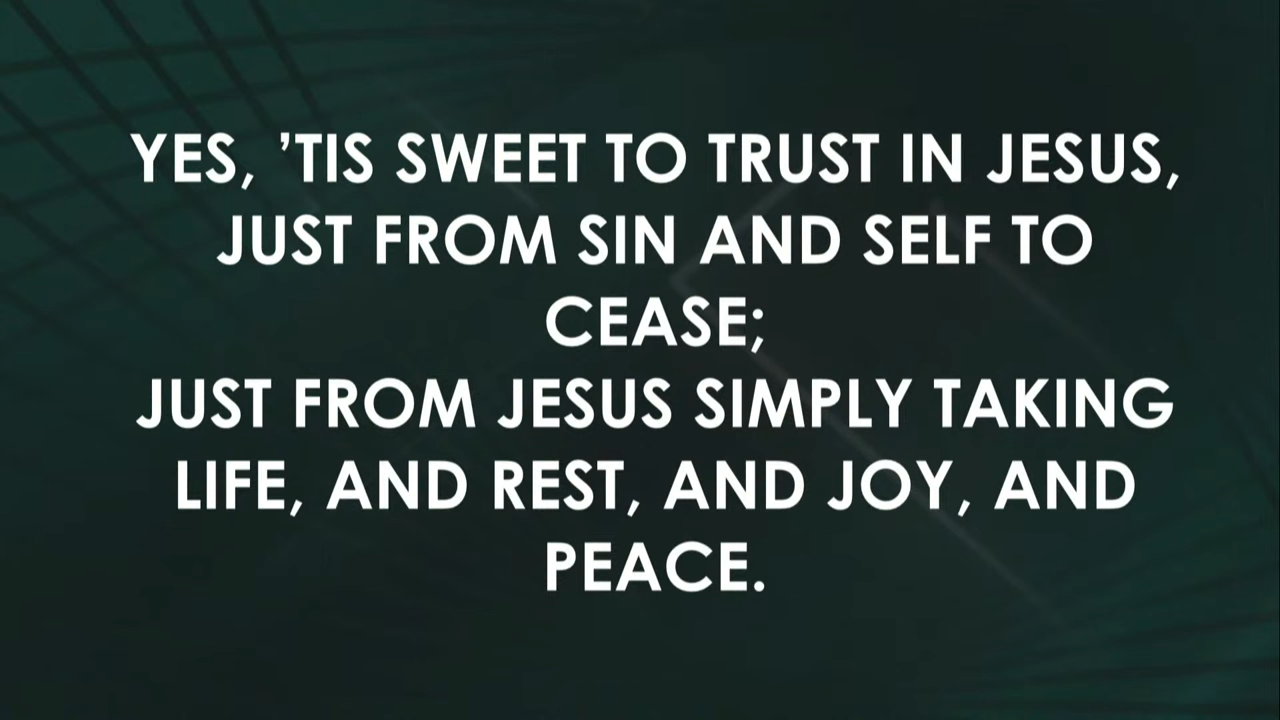 YES, ’TIS SWEET TO TRUST IN JESUS,
JUST FROM SIN AND SELF TO
CEASE;
JUST FROM JESUS SIMPLY TAKING
LIFE, AND REST, AND JOY, AND
PEACE.